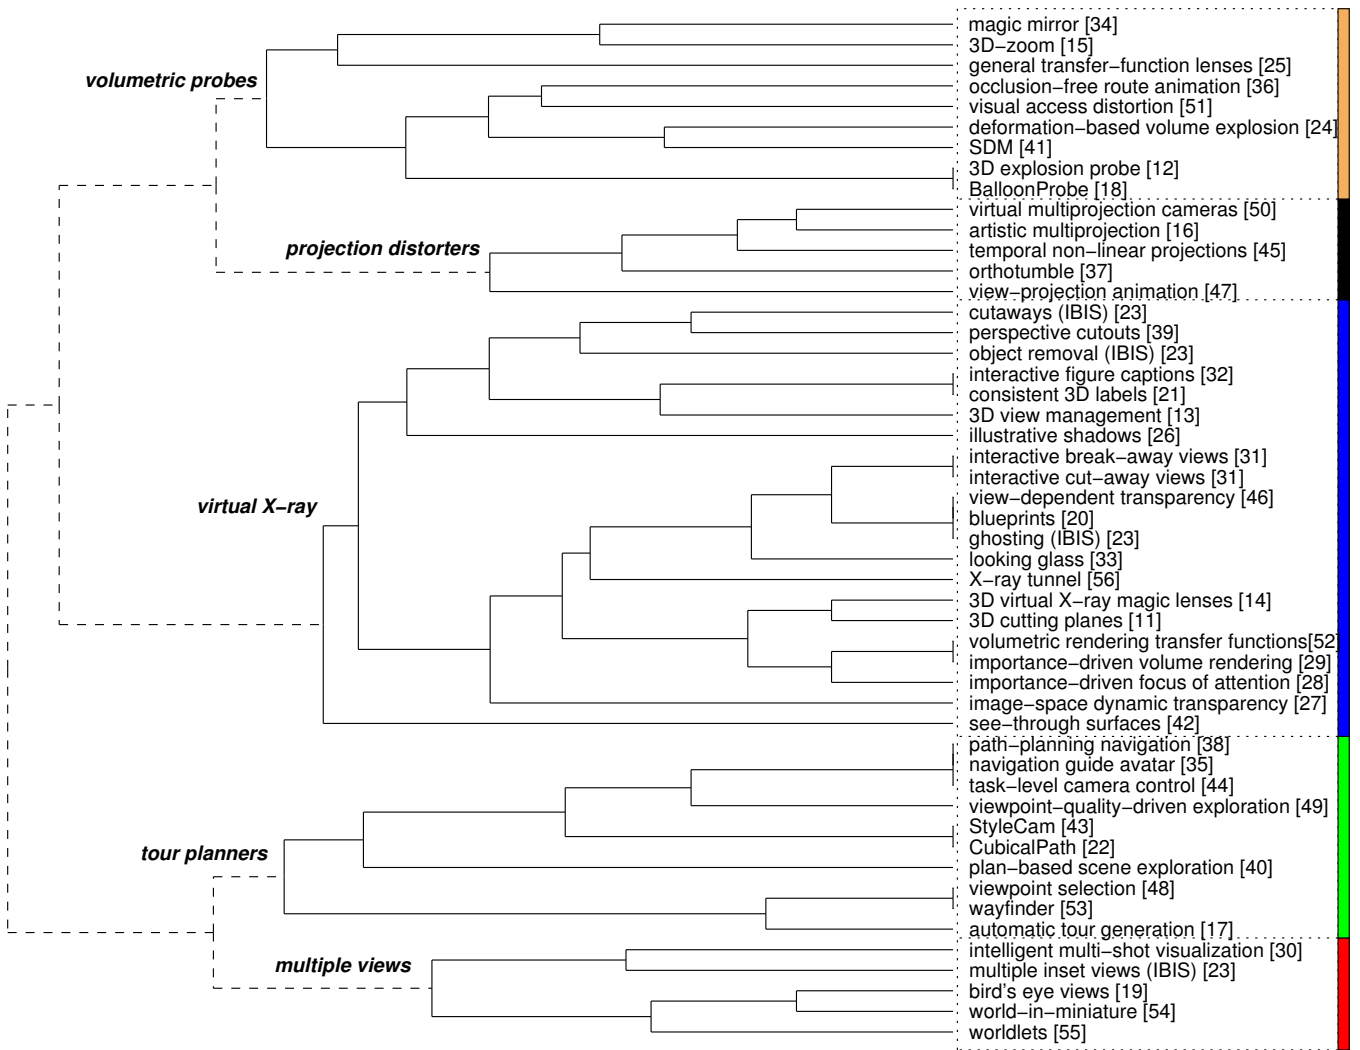 magic mirror [34]
3D−zoom [15]
general transfer−function lenses [25]
volumetric probes
occlusion−free route animation [36]
visual access distortion [51]
deformation−based volume explosion [24]
SDM [41]
3D explosion probe [12]
BalloonProbe [18]
virtual multiprojection cameras [50]
artistic multiprojection [16]
projection distorters
temporal non−linear projections [45]
orthotumble [37]
view−projection animation [47]
cutaways (IBIS) [23]
perspective cutouts [39]
object removal (IBIS) [23]
interactive figure captions [32]
consistent 3D labels [21]
3D view management [13]
illustrative shadows [26]
interactive break−away views [31]
interactive cut−away views [31]
view−dependent transparency [46]
virtual X−ray
blueprints [20]
ghosting (IBIS) [23]
looking glass [33]
X−ray tunnel [56]
3D virtual X−ray magic lenses [14]
3D cutting planes [11]
volumetric rendering transfer functions[52]
importance−driven volume rendering [29]
importance−driven focus of attention [28]
image−space dynamic transparency [27]
see−through surfaces [42]
path−planning navigation [38]
navigation guide avatar [35]
task−level camera control [44]
viewpoint−quality−driven exploration [49]
StyleCam [43]
CubicalPath [22]
tour planners
plan−based scene exploration [40]
viewpoint selection [48]
wayfinder [53]
automatic tour generation [17]
intelligent multi−shot visualization [30]
multiple views
multiple inset views (IBIS) [23]
bird's eye views [19]
world−in−miniature [54]
worldlets [55]